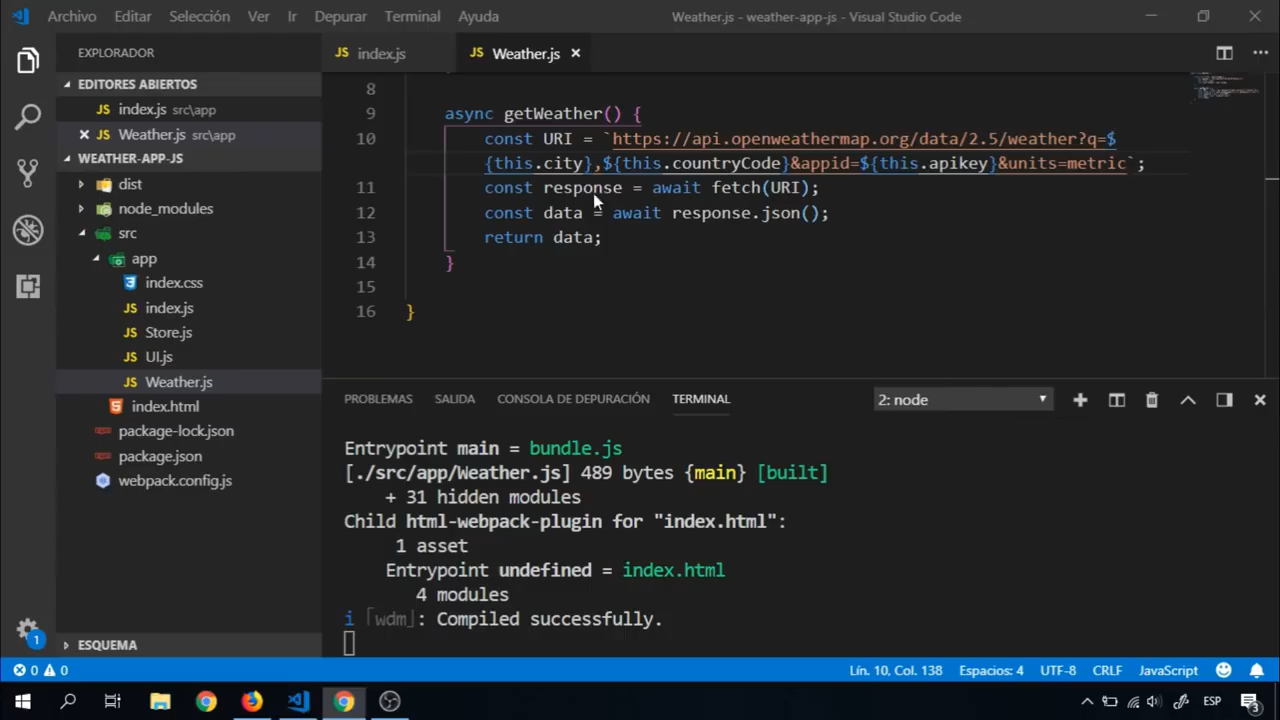 Archivo Editar Selección Ver Ir Depurar Terminal Ayuda Weather.js - weather-app-js - Visual Studio Code
EXPLORADOR
EDITORES ABIERTOS
JS index.js src\app
JS Weather.js src\app
WEATHER-APP-JS
dist
node_modules
src
app
index.css
JS index.js
JS Store.js
JS UI.js
JS Weather.js
index.html
package-lock.json
package.json
webpack.config.js
ESQUEMA
JS index.js JS Weather.js
8
9 async getWeather() {
10 const URI = `https://api.openweathermap.org/data/2.5/weather?q=$
{this.city},${this.countryCode}&appid=${this.apikey}&units=metric`;
11 const response = await fetch(URI);
12 const data = await response.json();
13 return data;
14 }
15
16 }
PROBLEMAS SALIDA CONSOLA DE DEPURACIÓN TERMINAL 2: node
Entrypoint main = bundle.js
[./src/app/Weather.js] 489 bytes {main} [built]
+ 31 hidden modules
Child html-webpack-plugin for "index.html":
1 asset
Entrypoint undefined = index.html
4 modules
i ｢wdm｣: Compiled successfully.
1
0 0 Lín. 10, Col. 138 Espacios: 4 UTF-8 CRLF JavaScript
ESP 3